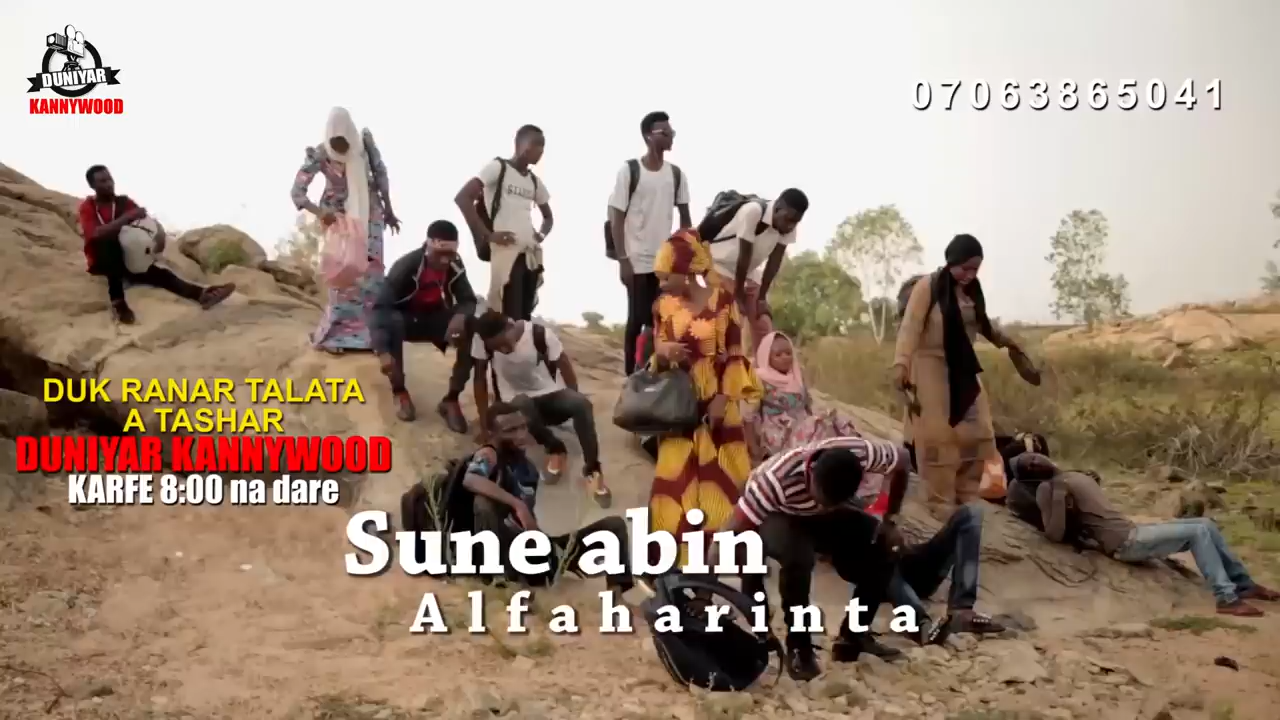 DUNIYAR
KANNYWOOD
07063865041
DUK RANAR TALATA
A TASHAR
DUNIYAR KANNYWOOD
KARFE 8:00 na dare
Sune abin
Alfaharinta